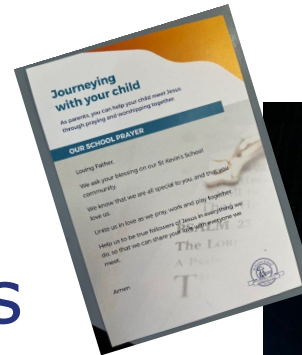 Journeying
with your child
As parents, you can help your child meet Jesus
through praying and worshipping together.
OUR SCHOOL PRAYER
Loving Father,
We ask your blessing on our St Kevin's School
community.
We know that we are all special to you, and that you
love us.
Unite us in love as we pray, work and play together.
Help us to be true followers of Jesus in everything we
do, so that we can share your love with everyone we
meet.
Amen
PSALM 23
The Lord
A Psalm
T
s